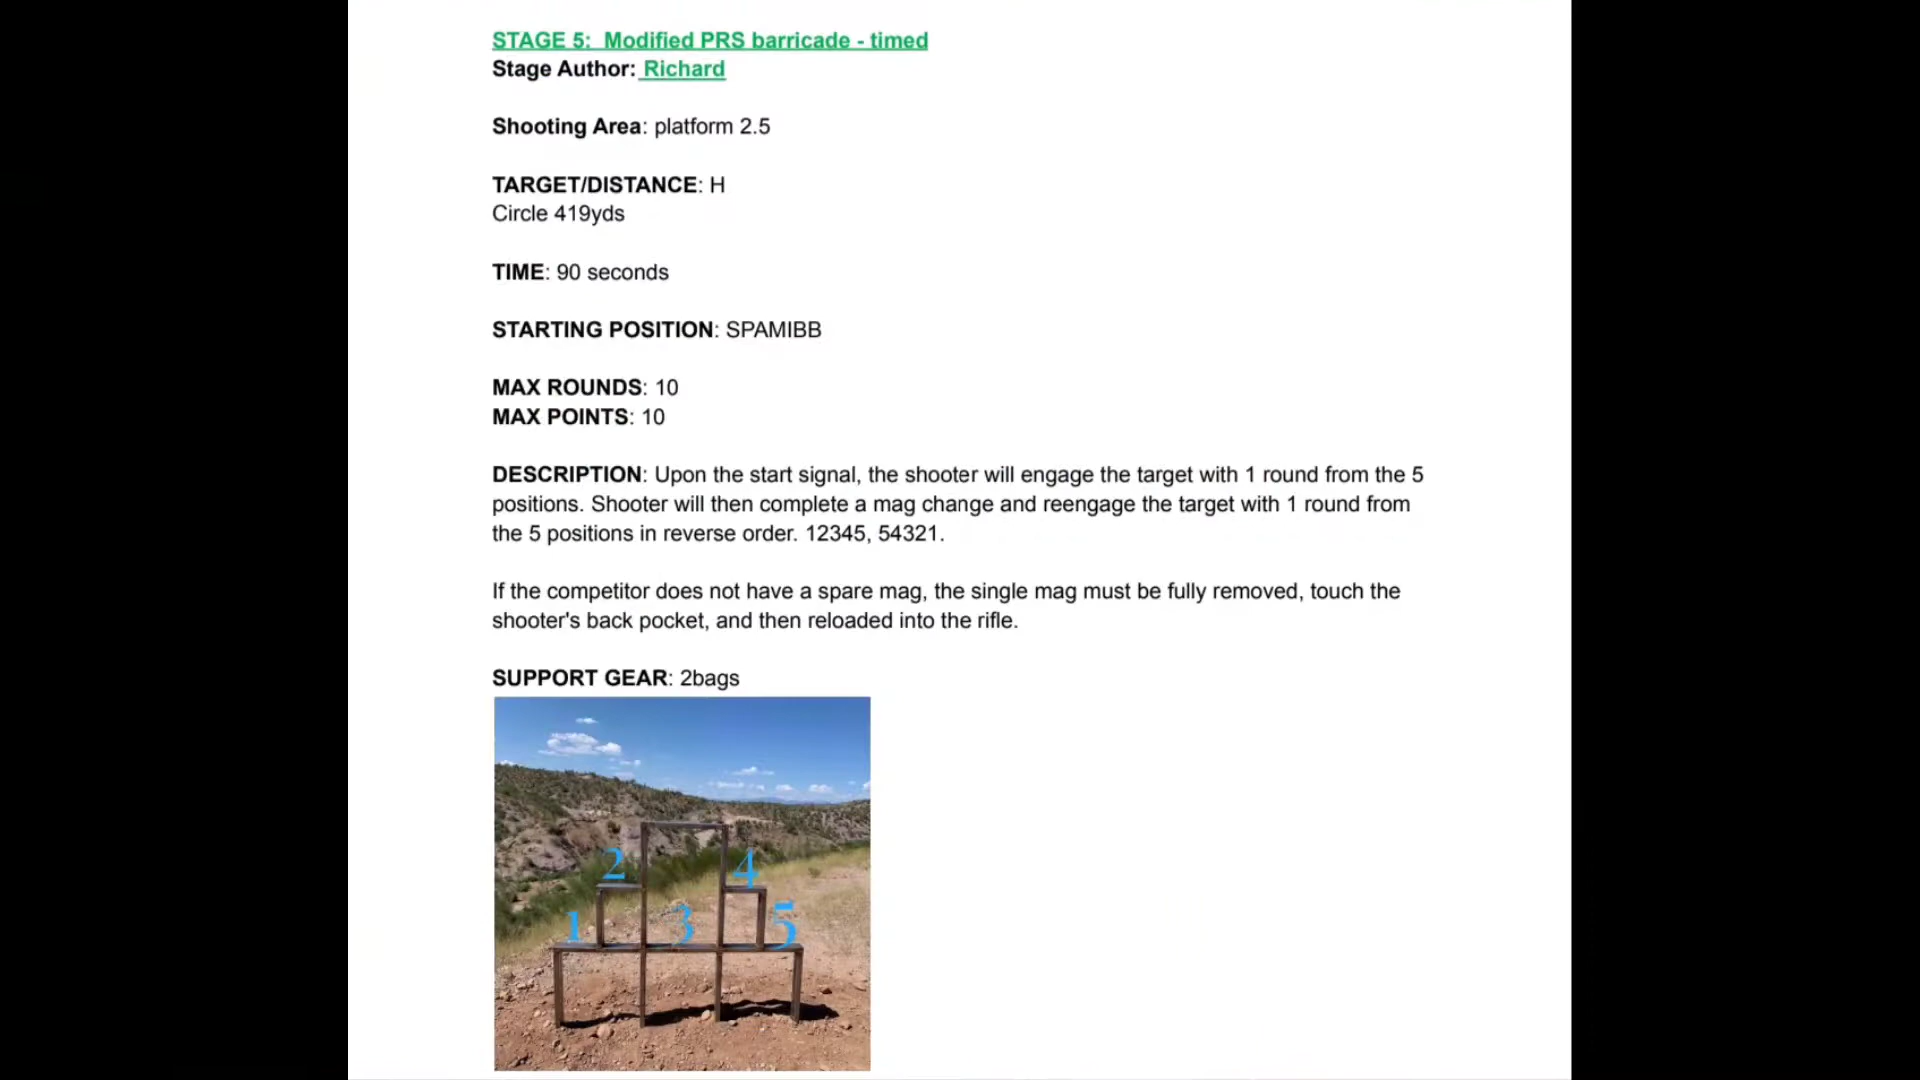 STAGE 5:  Modified PRS barricade - timed
Stage Author: Richard
Shooting Area: platform 2.5
TARGET/DISTANCE: H
Circle 419yds
TIME: 90 seconds
STARTING POSITION: SPAMIBB
MAX ROUNDS: 10
MAX POINTS: 10
DESCRIPTION: Upon the start signal, the shooter will engage the target with 1 round from the 5
positions. Shooter will then complete a mag change and reengage the target with 1 round from
the 5 positions in reverse order. 12345, 54321.
If the competitor does not have a spare mag, the single mag must be fully removed, touch the
shooter's back pocket, and then reloaded into the rifle.
SUPPORT GEAR: 2bags
2 4
1 3 5